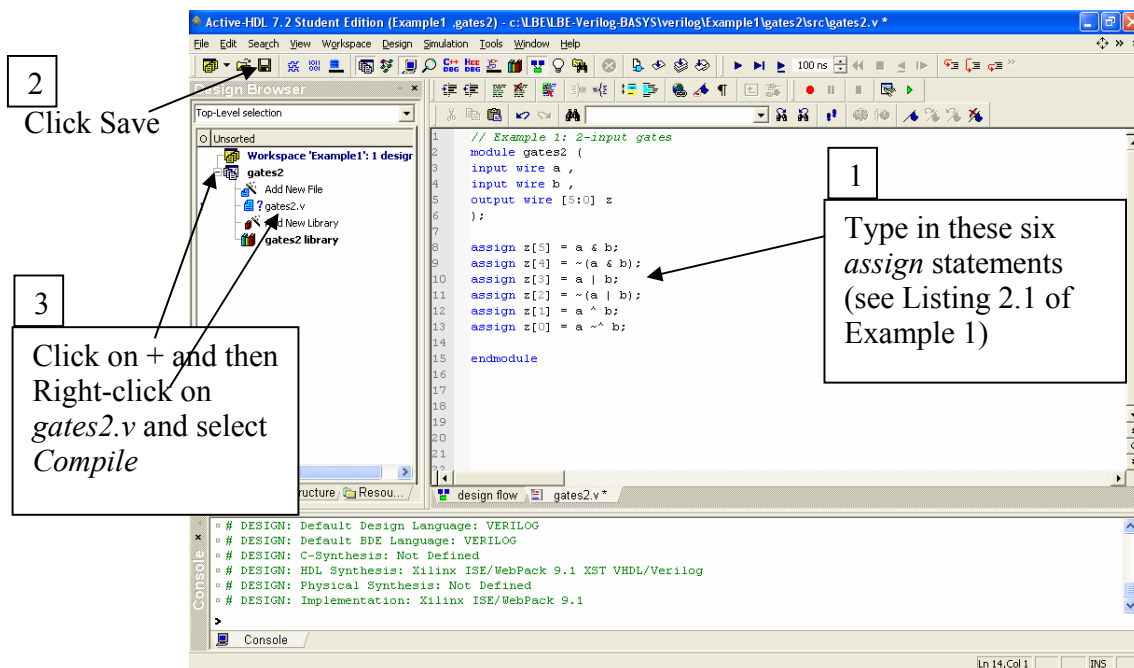 Active-HDL 7.2 Student Edition (Example1 ,gates2) - c:\LBE\LBE-Verilog-BASYS\verilog\Example1\gates2\src\gates2.v *
File Edit Search View Workspace Design Simulation Tools Window Help
100 ns
2
Click Save
Design Browser
Top-Level selection
Unsorted
Workspace 'Example1': 1 desigr
gates2
Add New File
? gates2.v
Add New Library
gates2 library
3
Click on + and then
Right-click on
gates2.v and select
Compile
ructure
Resou...
1 // Example 1: 2-input gates
2 module gates2 (
3 input wire a ,
4 input wire b ,
5 output wire [5:0] z
6 );
7
8 assign z[5] = a & b;
9 assign z[4] = ~(a & b);
10 assign z[3] = a | b;
11 assign z[2] = ~(a | b);
12 assign z[1] = a ^ b;
13 assign z[0] = a ~^ b;
14
15 endmodule
16
17
18
19
20
21
22
1
Type in these six
assign statements
(see Listing 2.1 of
Example 1)
design flow
gates2.v *
# DESIGN: Default Design Language: VERILOG
# DESIGN: Default BDE Language: VERILOG
# DESIGN: C-Synthesis: Not Defined
# DESIGN: HDL Synthesis: Xilinx ISE/WebPack 9.1 XST VHDL/Verilog
# DESIGN: Physical Synthesis: Not Defined
# DESIGN: Implementation: Xilinx ISE/WebPack 9.1
>
Console
Console
Ln 14,Col 1
INS